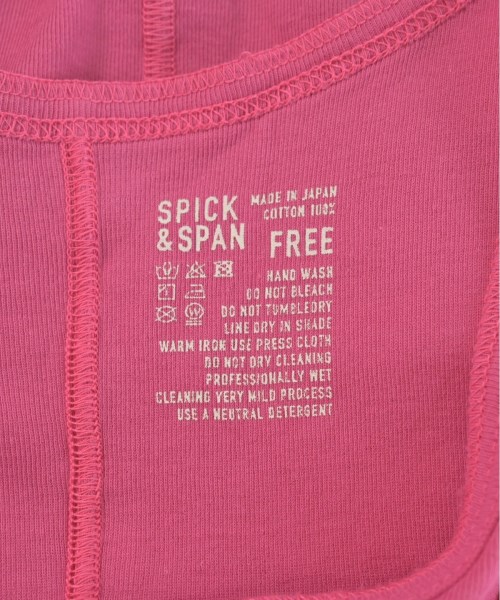 SPICK
&SPAN
MADE IN JAPAN
COTTON 100%
FREE
HAND WASH
DO NOT BLEACH
DO NOT TUMBLEDRY
LINE DRY IN SHADE
WARM IRON USE PRESS CLOTH
DO NOT DRY CLEANING
PROFESSIONALLY WET
CLEANING VERY MILD PROCESS
USE A NEUTRAL DETERGENT
W